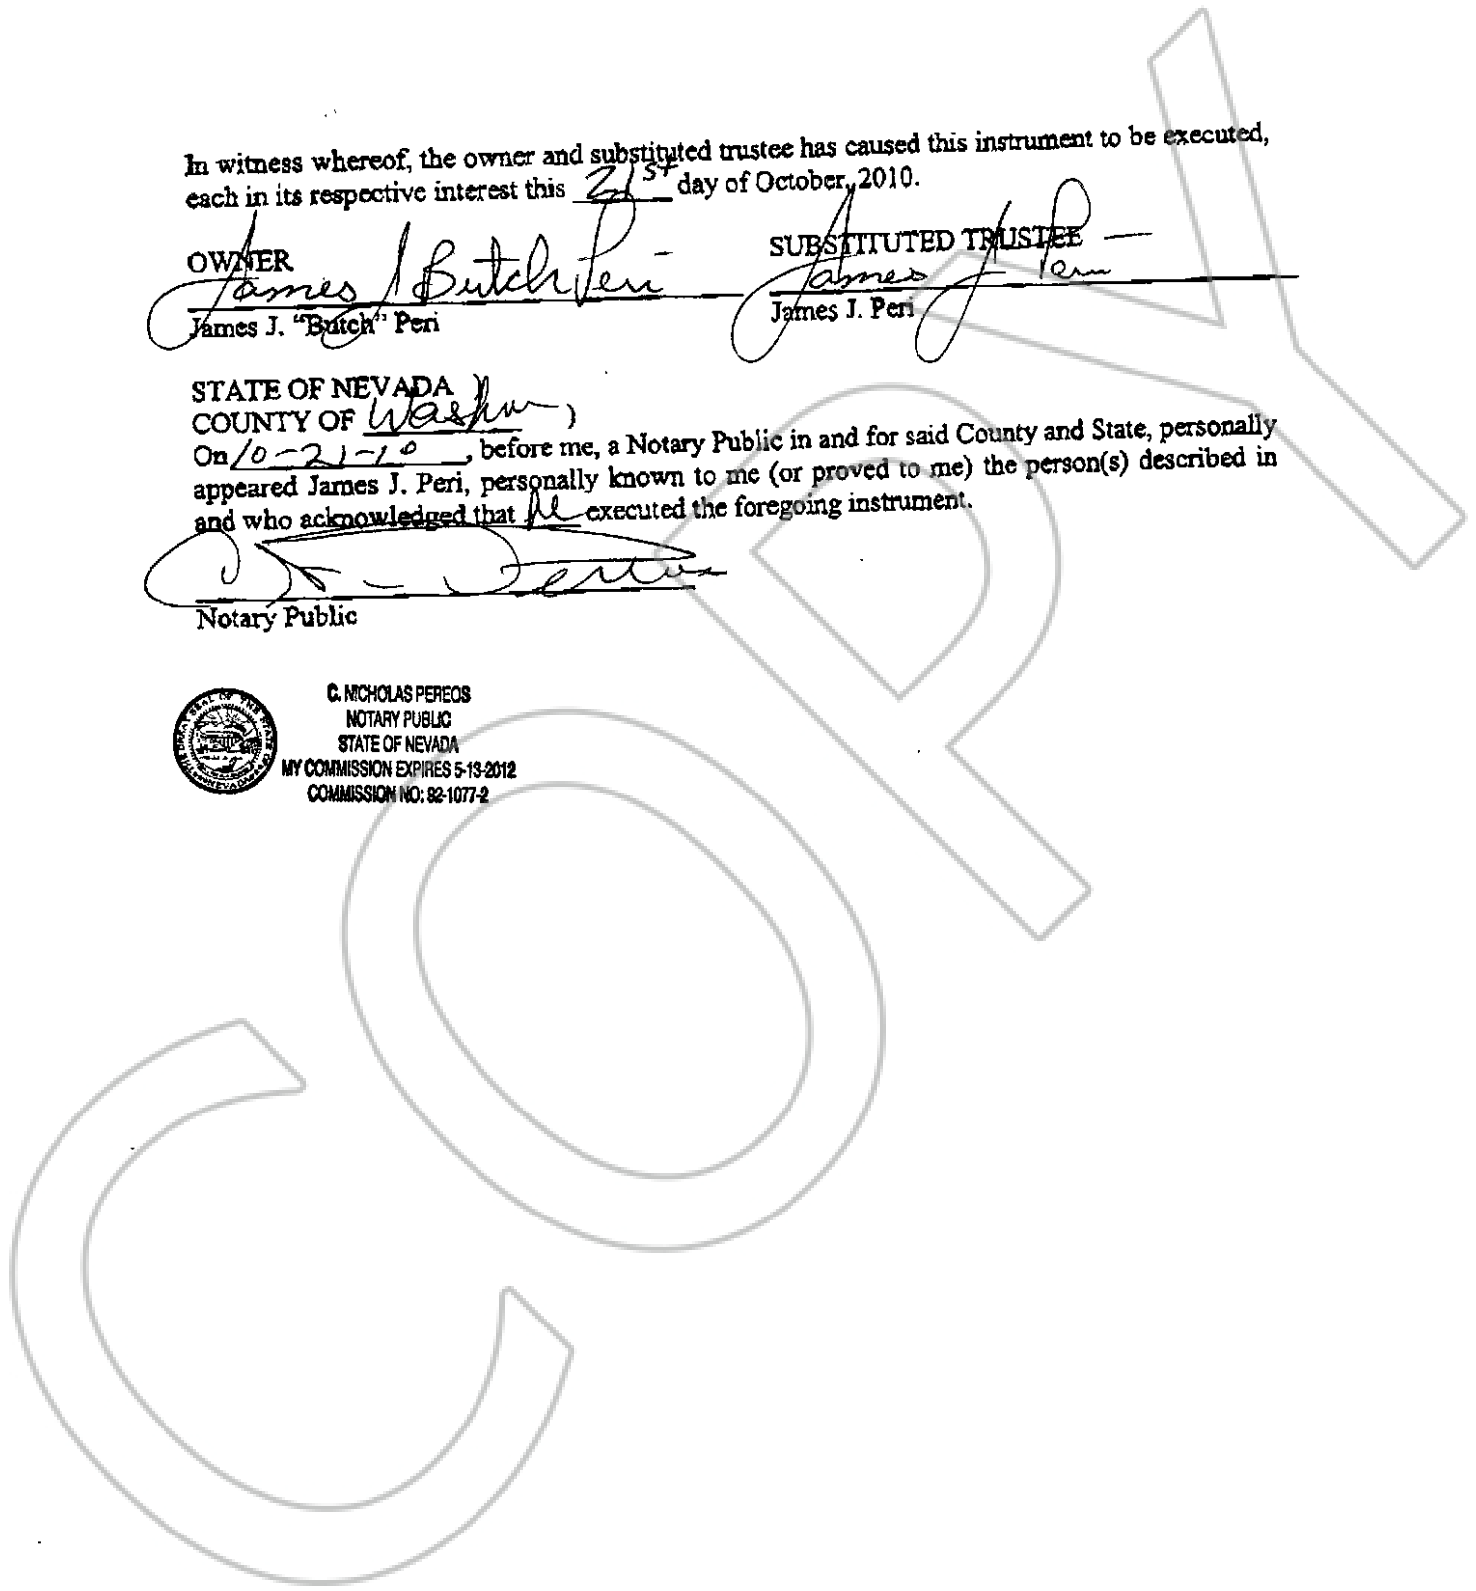 In witness whereof, the owner and substituted trustee has caused this instrument to be executed,
each in its respective interest this 21st day of October, 2010.
OWNER
James J Butch Peri
James J. "Butch" Peri
SUBSTITUTED TRUSTEE
James J Peri
James J. Peri
STATE OF NEVADA )
COUNTY OF Washoe )
On 10-21-10, before me, a Notary Public in and for said County and State, personally
appeared James J. Peri, personally known to me (or proved to me) the person(s) described in
and who acknowledged that he executed the foregoing instrument.
Notary Public
C. NICHOLAS PEREOS
NOTARY PUBLIC
STATE OF NEVADA
MY COMMISSION EXPIRES 5-13-2012
COMMISSION NO: 92-1077-2
COPY